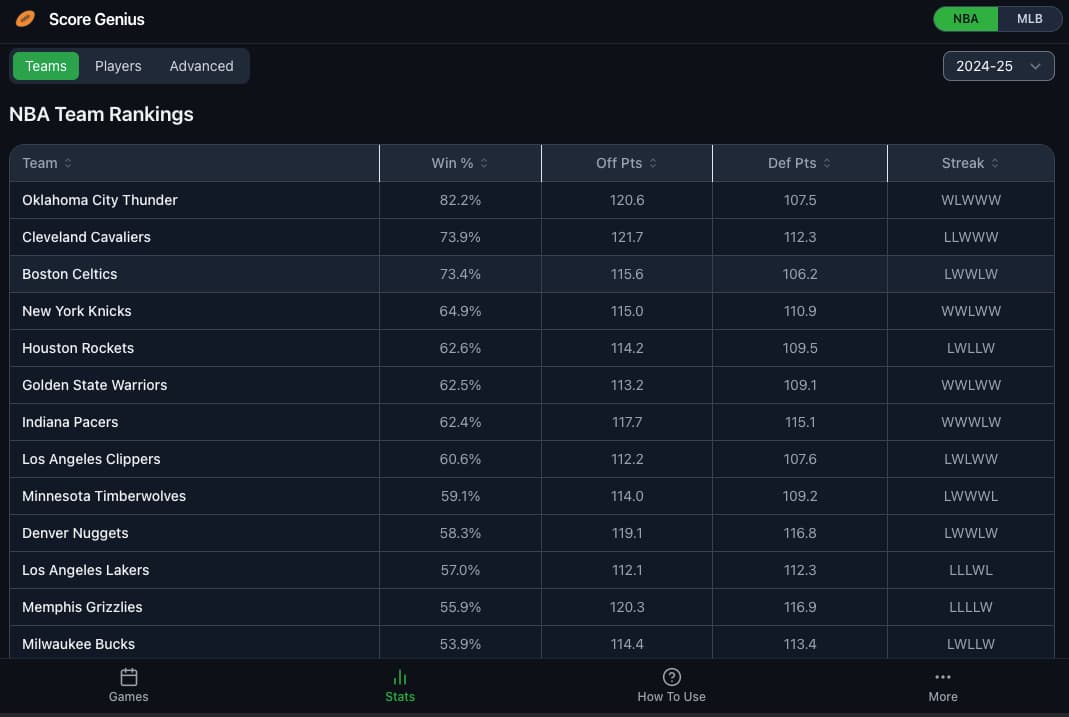 Score Genius
NBA MLB
Teams Players Advanced 2024-25
NBA Team Rankings
Team Win % Off Pts Def Pts Streak
Oklahoma City Thunder 82.2% 120.6 107.5 WLWWW
Cleveland Cavaliers 73.9% 121.7 112.3 LLWWW
Boston Celtics 73.4% 115.6 106.2 LWWLW
New York Knicks 64.9% 115.0 110.9 WWLWW
Houston Rockets 62.6% 114.2 109.5 LWLLW
Golden State Warriors 62.5% 113.2 109.1 WWLWW
Indiana Pacers 62.4% 117.7 115.1 WWWLW
Los Angeles Clippers 60.6% 112.2 107.6 LWLWW
Minnesota Timberwolves 59.1% 114.0 109.2 LWWWL
Denver Nuggets 58.3% 119.1 116.8 LWWLW
Los Angeles Lakers 57.0% 112.1 112.3 LLLWL
Memphis Grizzlies 55.9% 120.3 116.9 LLLLW
Milwaukee Bucks 53.9% 114.4 113.4 LWLLW
Games Stats How To Use More